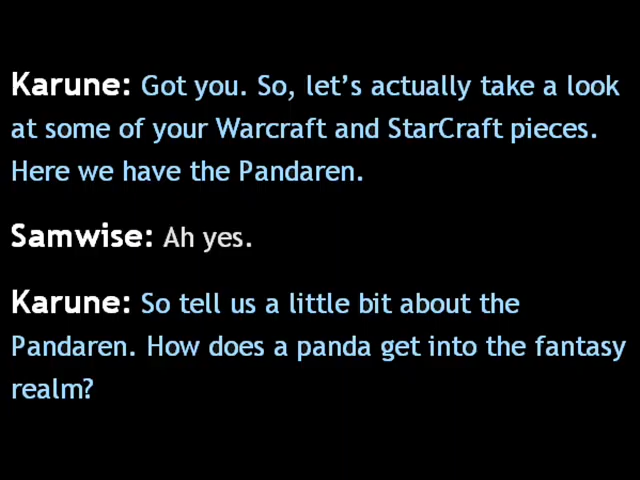 Karune: Got you. So, let’s actually take a look
at some of your Warcraft and StarCraft pieces.
Here we have the Pandaren.
Samwise: Ah yes.
Karune: So tell us a little bit about the
Pandaren. How does a panda get into the fantasy
realm?